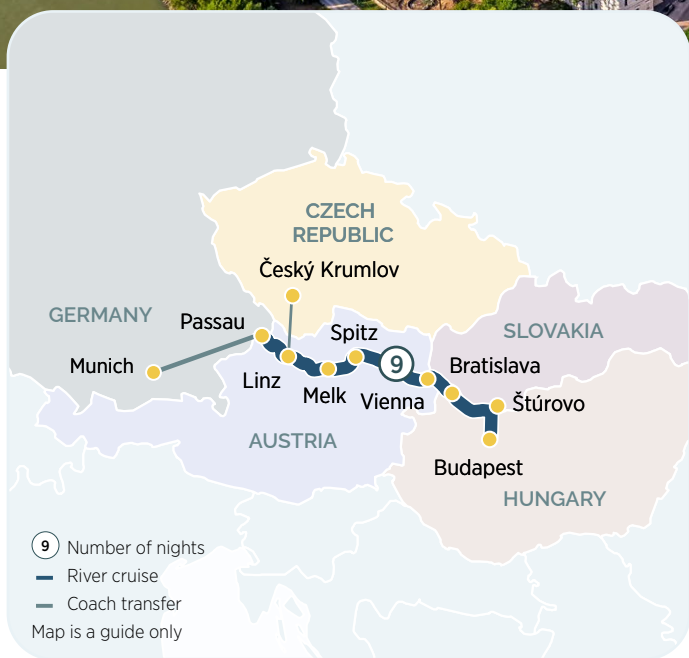 CZECH
REPUBLIC
Český Krumlov
GERMANY
Passau
Spitz
SLOVAKIA
Munich
9
Bratislava
Linz
Melk
Vienna
Štúrovo
AUSTRIA
Budapest
HUNGARY
9 Number of nights
River cruise
Coach transfer
Map is a guide only